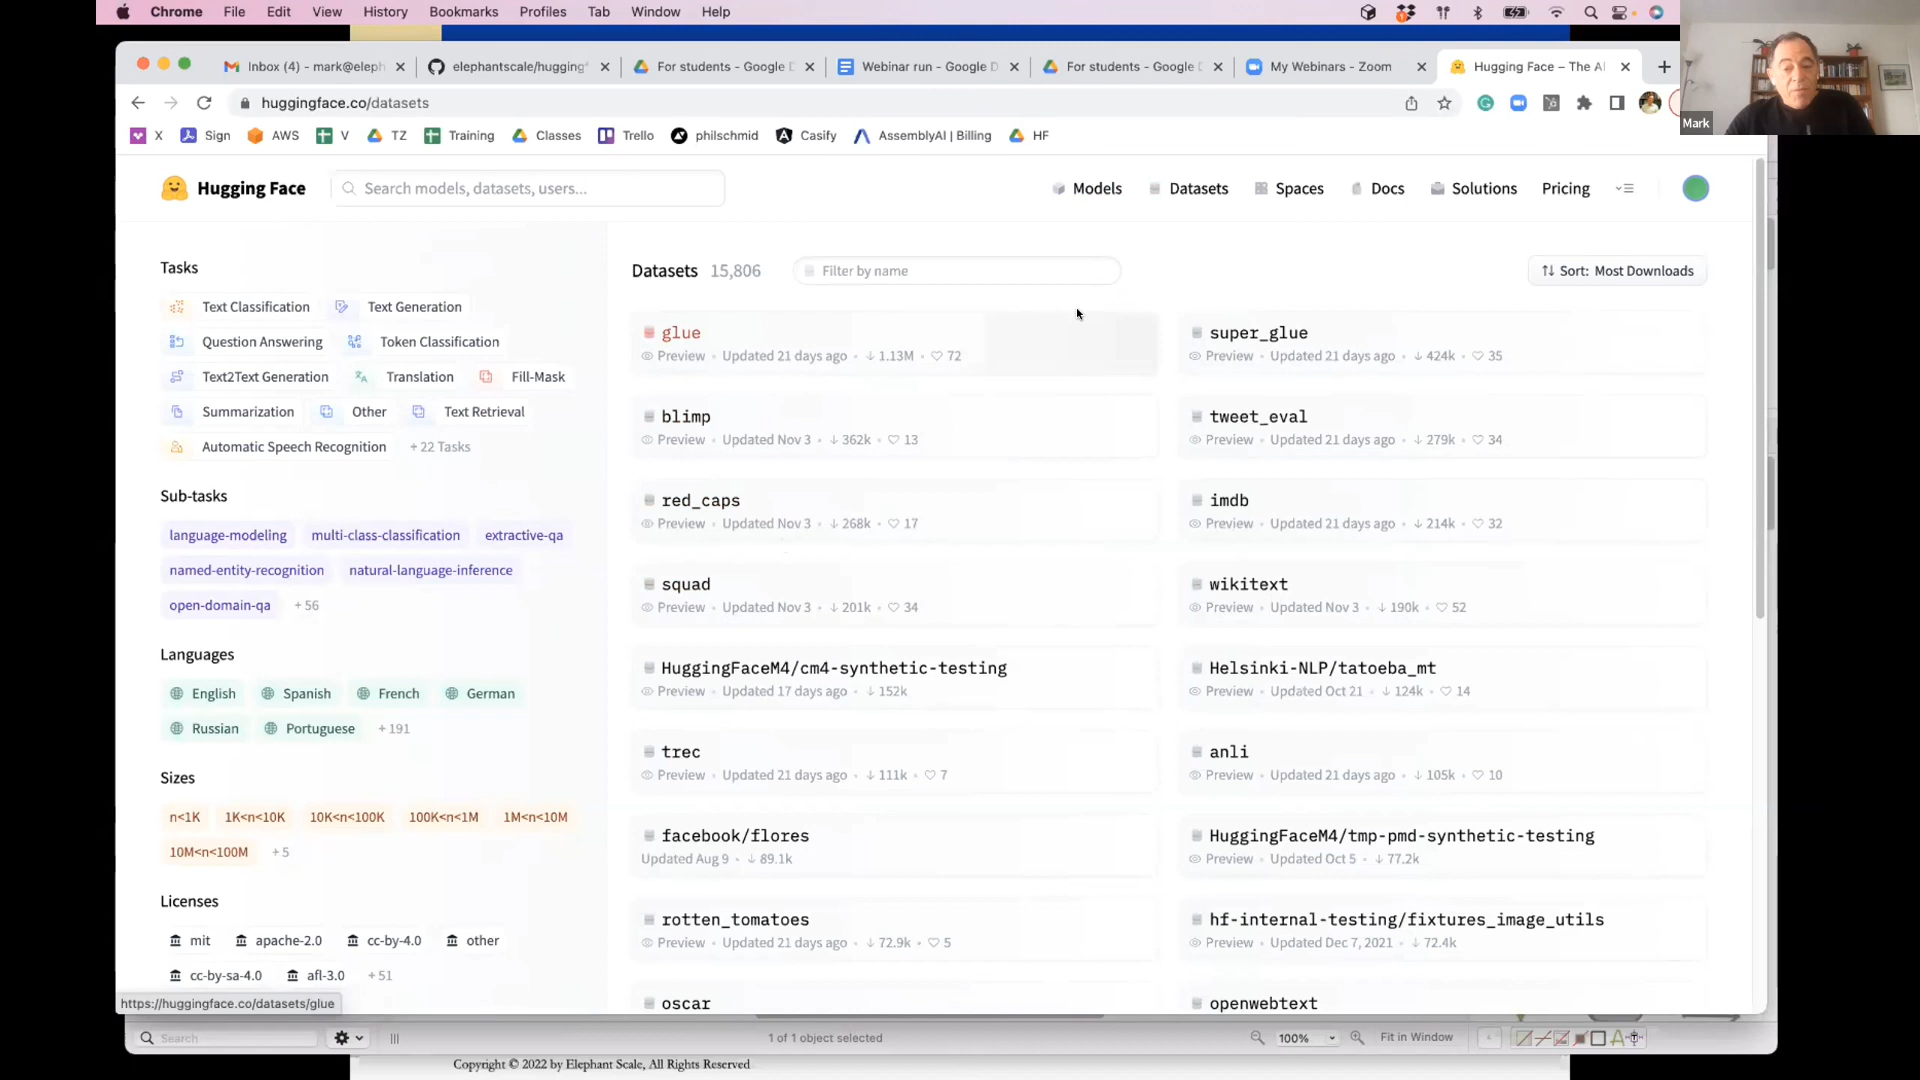 Chrome File Edit View History Bookmarks Profiles Tab Window Help
Inbox (4) - mark@eleph
elephantscale/hugging
For students - Google D
Webinar run - Google D
For students - Google D
My Webinars - Zoom
Hugging Face – The AI
huggingface.co/datasets
Mark
X Sign AWS V TZ Training Classes Trello philschmid Casify AssemblyAI | Billing HF
Hugging Face
Search models, datasets, users...
Models Datasets Spaces Docs Solutions Pricing
Tasks
Text Classification Text Generation
Question Answering Token Classification
Text2Text Generation Translation Fill-Mask
Summarization Other Text Retrieval
Automatic Speech Recognition + 22 Tasks
Sub-tasks
language-modeling multi-class-classification extractive-qa
named-entity-recognition natural-language-inference
open-domain-qa + 56
Languages
English Spanish French German
Russian Portuguese + 191
Sizes
n<1K 1K<n<10K 10K<n<100K 100K<n<1M 1M<n<10M
10M<n<100M + 5
Licenses
mit apache-2.0 cc-by-4.0 other
cc-by-sa-4.0 afl-3.0 + 51
https://huggingface.co/datasets/glue
Datasets 15,806
Filter by name
Sort: Most Downloads
glue
Preview • Updated 21 days ago • ↓ 1.13M • ♡ 72
super_glue
Preview • Updated 21 days ago • ↓ 424k • ♡ 35
blimp
Preview • Updated Nov 3 • ↓ 362k • ♡ 13
tweet_eval
Preview • Updated 21 days ago • ↓ 279k • ♡ 34
red_caps
Preview • Updated Nov 3 • ↓ 268k • ♡ 17
imdb
Preview • Updated 21 days ago • ↓ 214k • ♡ 32
squad
Preview • Updated Nov 3 • ↓ 201k • ♡ 34
wikitext
Preview • Updated Nov 3 • ↓ 190k • ♡ 52
HuggingFaceM4/cm4-synthetic-testing
Preview • Updated 17 days ago • ↓ 152k
Helsinki-NLP/tatoeba_mt
Preview • Updated Oct 21 • ↓ 124k • ♡ 14
trec
Preview • Updated 21 days ago • ↓ 111k • ♡ 7
anli
Preview • Updated 21 days ago • ↓ 105k • ♡ 10
facebook/flores
Updated Aug 9 • ↓ 89.1k
HuggingFaceM4/tmp-pmd-synthetic-testing
Preview • Updated Oct 5 • ↓ 77.2k
rotten_tomatoes
Preview • Updated 21 days ago • ↓ 72.9k • ♡ 5
hf-internal-testing/fixtures_image_utils
Preview • Updated Dec 7, 2021 • ↓ 72.4k
oscar
openwebtext
Search
1 of 1 object selected
100%
Fit in Window
Copyright © 2022 by Elephant Scale, All Rights Reserved